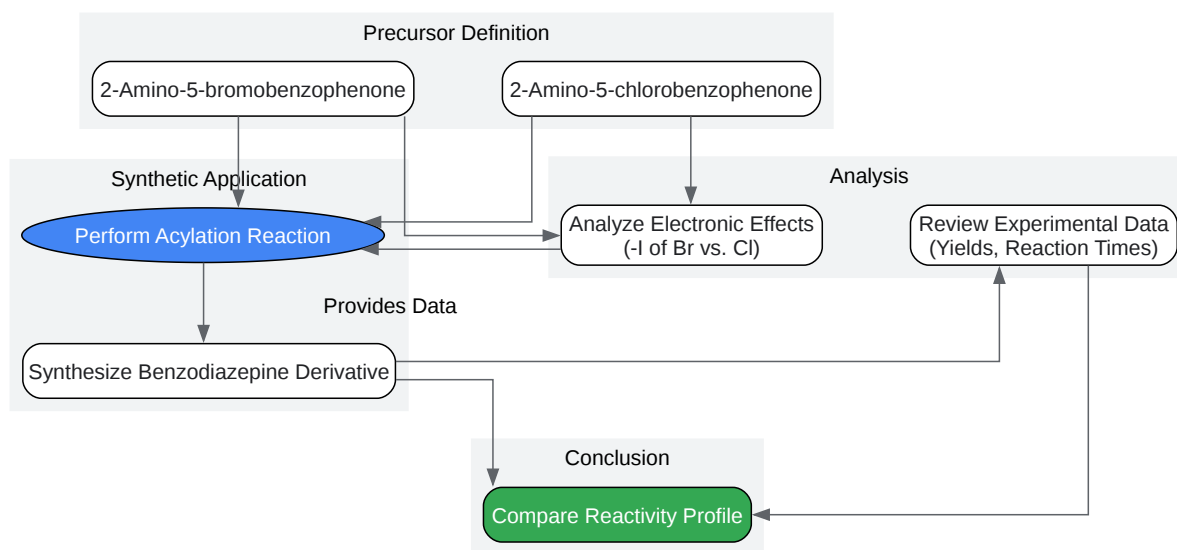 Precursor Definition
2-Amino-5-bromobenzophenone
2-Amino-5-chlorobenzophenone
Synthetic Application
Perform Acylation Reaction
Analysis
Analyze Electronic Effects
(-I of Br vs. Cl)
Review Experimental Data
(Yields, Reaction Times)
Provides Data
Synthesize Benzodiazepine Derivative
Conclusion
Compare Reactivity Profile